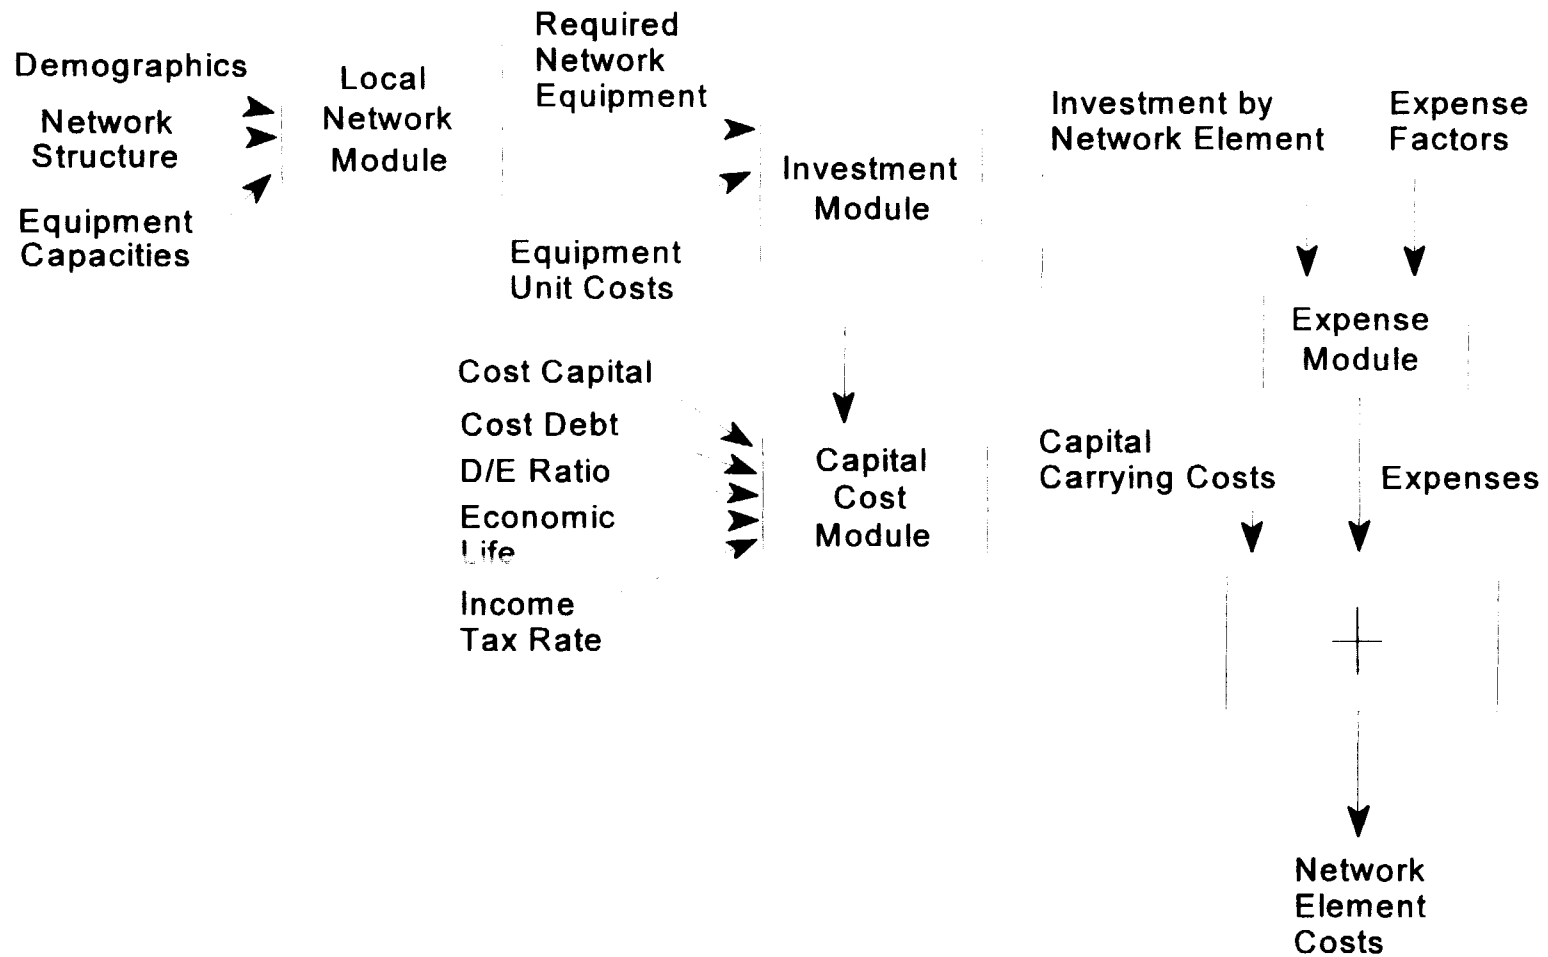 Demographics
Network
Structure
Equipment
Capacities
Local
Network
Module
Required
Network
Equipment
Equipment
Unit Costs
Investment
Module
Investment by
Network Element
Expense
Factors
Expense
Module
Cost Capital
Cost Debt
D/E Ratio
Economic
Life
Income
Tax Rate
Capital
Cost
Module
Capital
Carrying Costs
Expenses
+
Network
Element
Costs